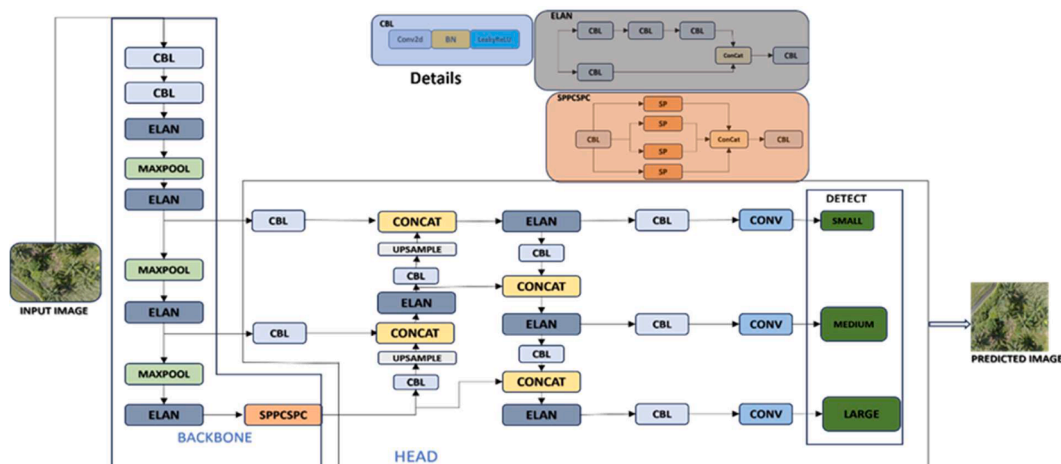 CBL
Conv2d BN LeakyReLU
Details
ELAN
CBL CBL CBL
ConCat CBL
CBL
SPPCSPC
SP
SP
CBL ConCat CBL
SP
SP
CBL
CBL
ELAN
MAXPOOL
ELAN
MAXPOOL
ELAN
MAXPOOL
ELAN SPPCSPC
BACKBONE
INPUT IMAGE
DETECT
CBL CONCAT ELAN CBL CONV SMALL
UPSAMPLE
CBL
CBL
ELAN
CONCAT
CBL CONCAT
ELAN CBL CONV MEDIUM
UPSAMPLE
CBL
CBL
CONCAT
ELAN CBL CONV LARGE
HEAD
PREDICTED IMAGE